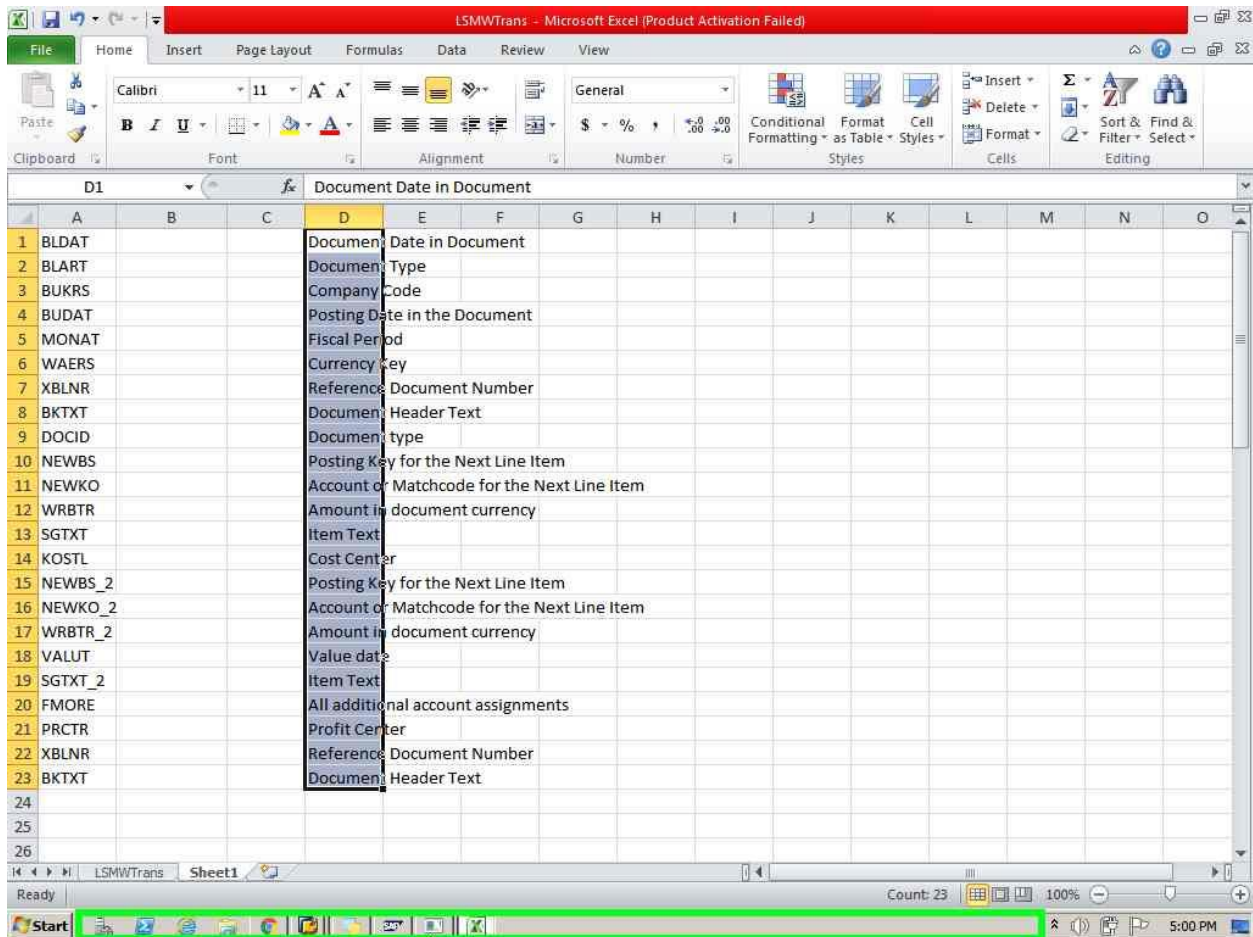 LSMWTrans - Microsoft Excel (Product Activation Failed)
File Home Insert Page Layout Formulas Data Review View
Paste
Calibri 11 A A
General
Conditional Formatting
Format as Table
Cell Styles
Insert
Delete
Format
Sort & Filter
Find & Select
B I U A
$ % ,
Clipboard Font Alignment Number Styles Cells Editing
D1 fx Document Date in Document
A B C D E F G H I J K L M N O
1 BLDAT Document Date in Document
2 BLART Document Type
3 BUKRS Company Code
4 BUDAT Posting Date in the Document
5 MONAT Fiscal Period
6 WAERS Currency Key
7 XBLNR Reference Document Number
8 BKTXT Document Header Text
9 DOCID Document type
10 NEWBS Posting Key for the Next Line Item
11 NEWKO Account or Matchcode for the Next Line Item
12 WRBTR Amount in document currency
13 SGTXT Item Text
14 KOSTL Cost Center
15 NEWBS_2 Posting Key for the Next Line Item
16 NEWKO_2 Account or Matchcode for the Next Line Item
17 WRBTR_2 Amount in document currency
18 VALUT Value date
19 SGTXT_2 Item Text
20 FMORE All additional account assignments
21 PRCTR Profit Center
22 XBLNR Reference Document Number
23 BKTXT Document Header Text
24
25
26
LSMWTrans Sheet1
Ready Count: 23 100%
Start 5:00 PM